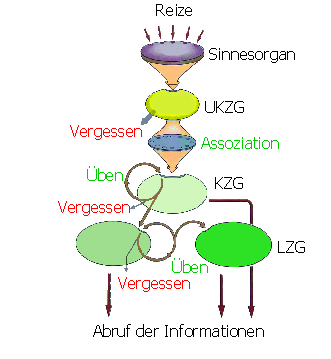 Reize
Sinnesorgan
UKZG
Vergessen
Assoziation
Üben
KZG
Vergessen
LZG
Üben
Vergessen
Abruf der Informationen